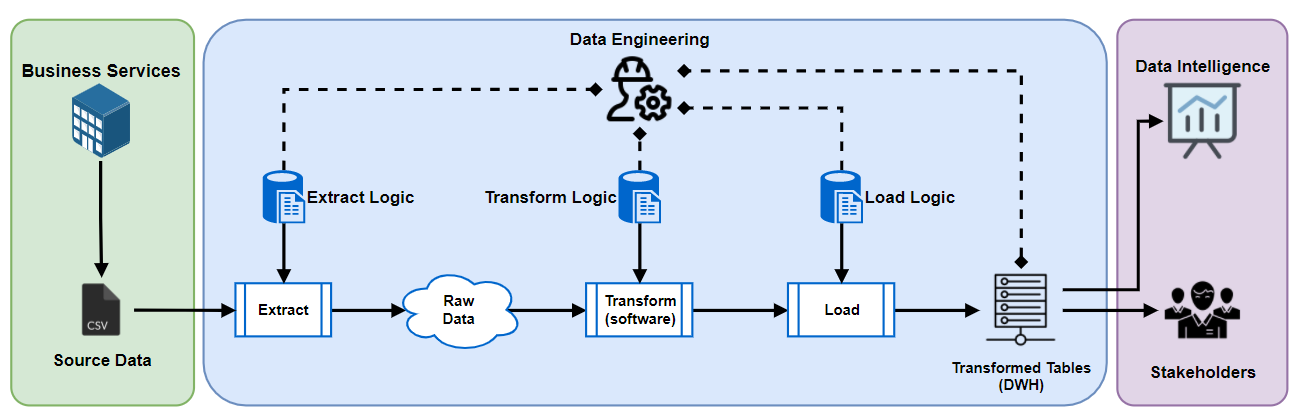 Business Services
CSV
Source Data
Data Engineering
Extract Logic
Transform Logic
Load Logic
Extract
Raw
Data
Transform
(software)
Load
Transformed Tables
(DWH)
Data Intelligence
Stakeholders